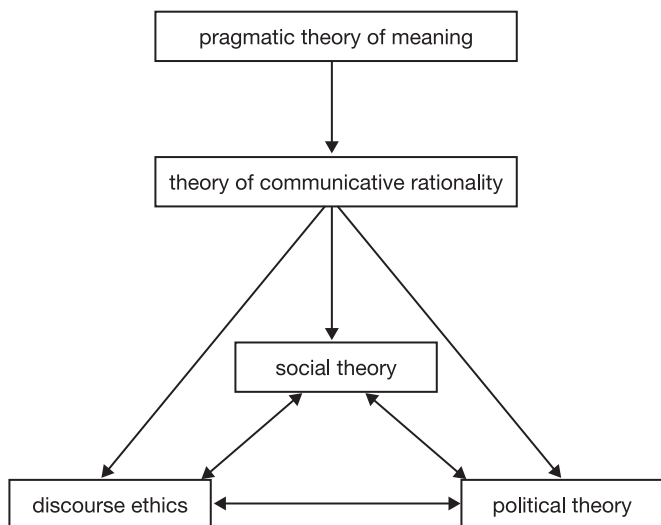 pragmatic theory of meaning
theory of communicative rationality
social theory
discourse ethics
political theory